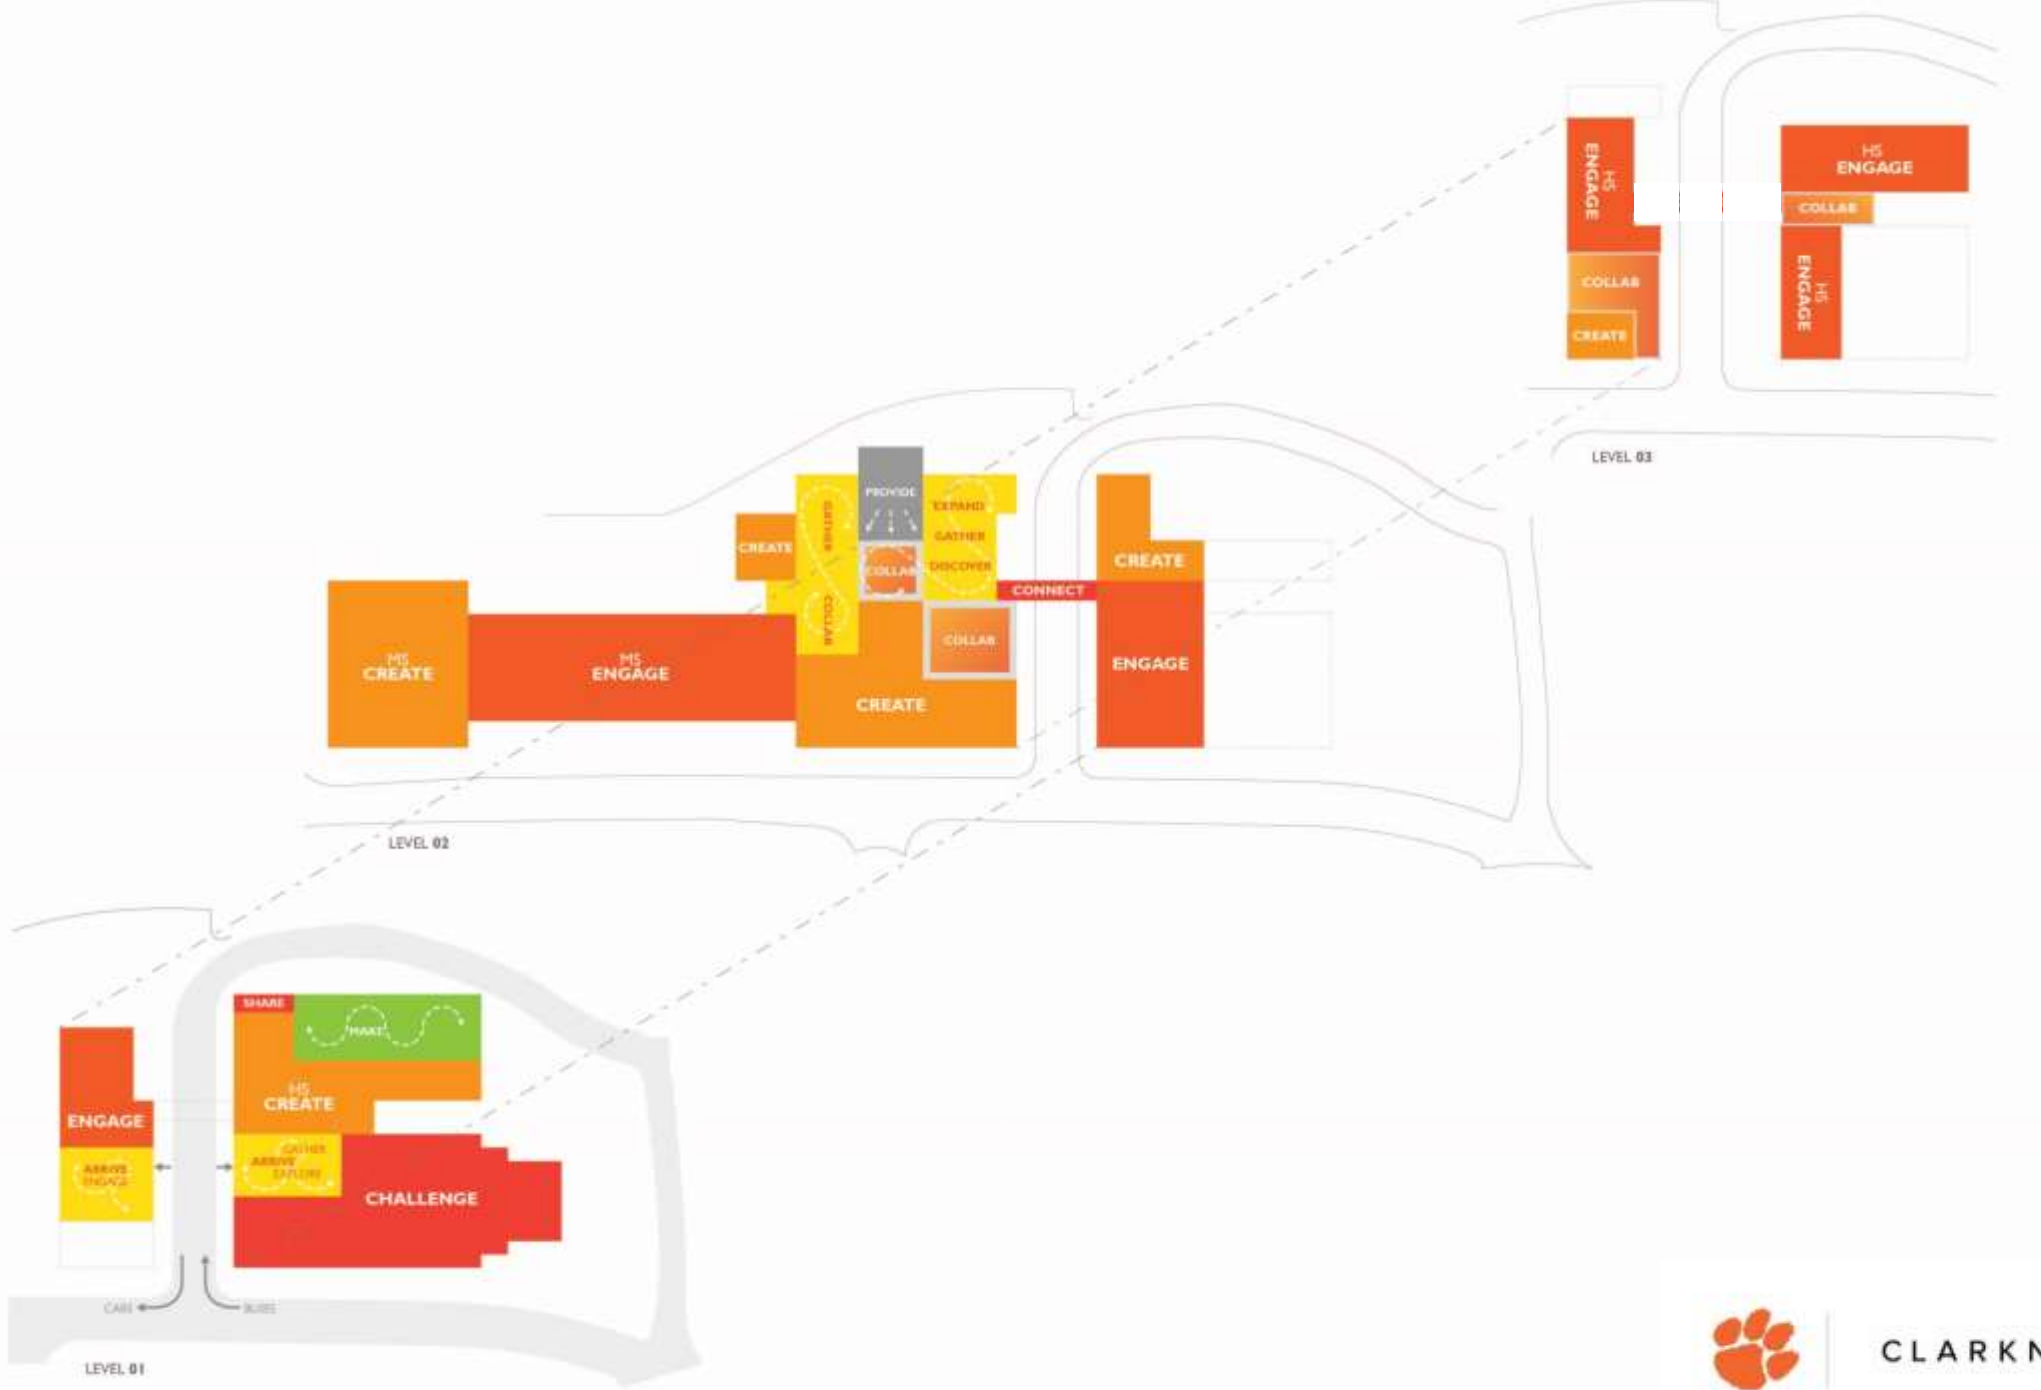 HS
ENGAGE
COLLAB
CREATE
HS
ENGAGE
COLLAB
HS
ENGAGE
LEVEL 03
PROVIDE
GATHER
COLLAB
EXPAND
GATHER
DISCOVER
CREATE
COLLAB
CONNECT
CREATE
COLLAB
MS
CREATE
MS
ENGAGE
CREATE
ENGAGE
LEVEL 02
SHARE
MAKE
HS
CREATE
ENGAGE
ARRIVE
ENGAGE
GATHER
ARRIVE
EXPLORE
CHALLENGE
CARS
BUSES
LEVEL 01
CLARKN